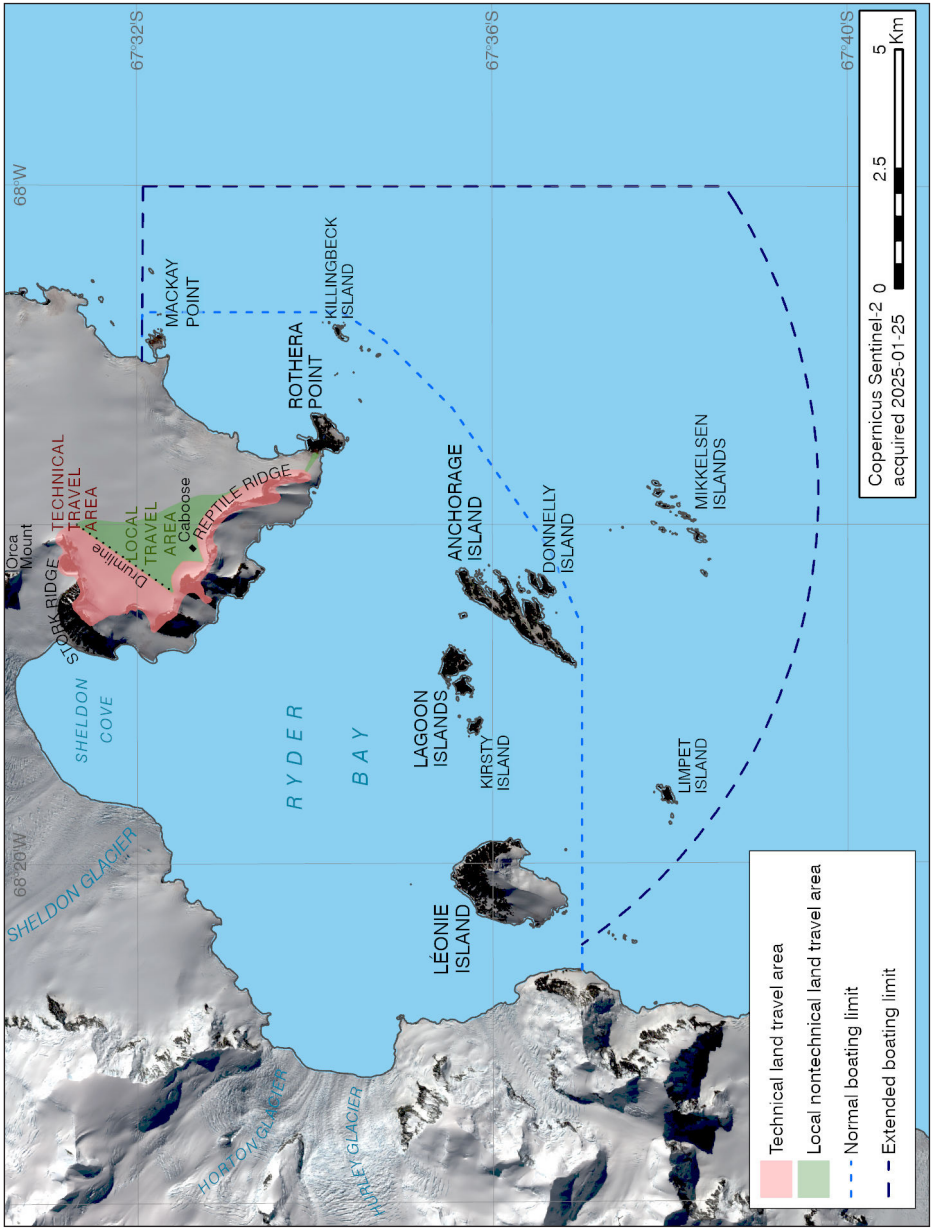 68°20'W
68°W
Orca
Mount
SHELDON GLACIER
STORK RIDGE
TECHNICAL
TRAVEL
AREA
SHELDON
COVE
Drumline
LOCAL
TRAVEL
AREA
Caboose
REPTILE RIDGE
67°32'S
MACKAY
POINT
HORTON GLACIER
RYDER
BAY
ROTHERA
POINT
KILLINGBECK
ISLAND
HURLEY GLACIER
LÉONIE
ISLAND
LAGOON
ISLANDS
KIRSTY
ISLAND
ANCHORAGE
ISLAND
67°36'S
DONNELLY
ISLAND
LIMPET
ISLAND
MIKKELSEN
ISLANDS
67°40'S
Technical land travel area
Local nontechnical land travel area
Normal boating limit
Extended boating limit
Copernicus Sentinel-2
acquired 2025-01-25
0 2.5 5
Km